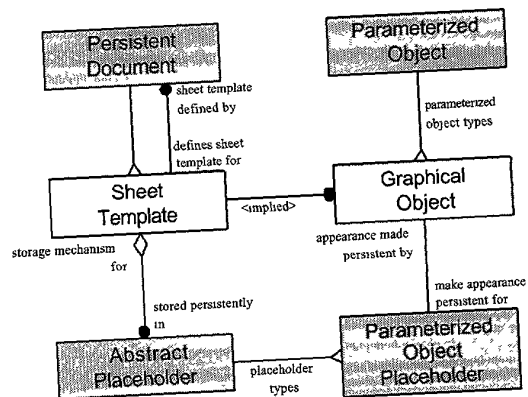 Persistent
Document
Parameterized
Object
sheet template
defined by
parameterized
object types
defines sheet
template for
Sheet
Template
<implied>
Graphical
Object
storage mechanism
for
appearance made
persistent by
stored persistently
in
make appearance
persistent for
Abstract
Placeholder
placeholder
types
Parameterized
Object
Placeholder